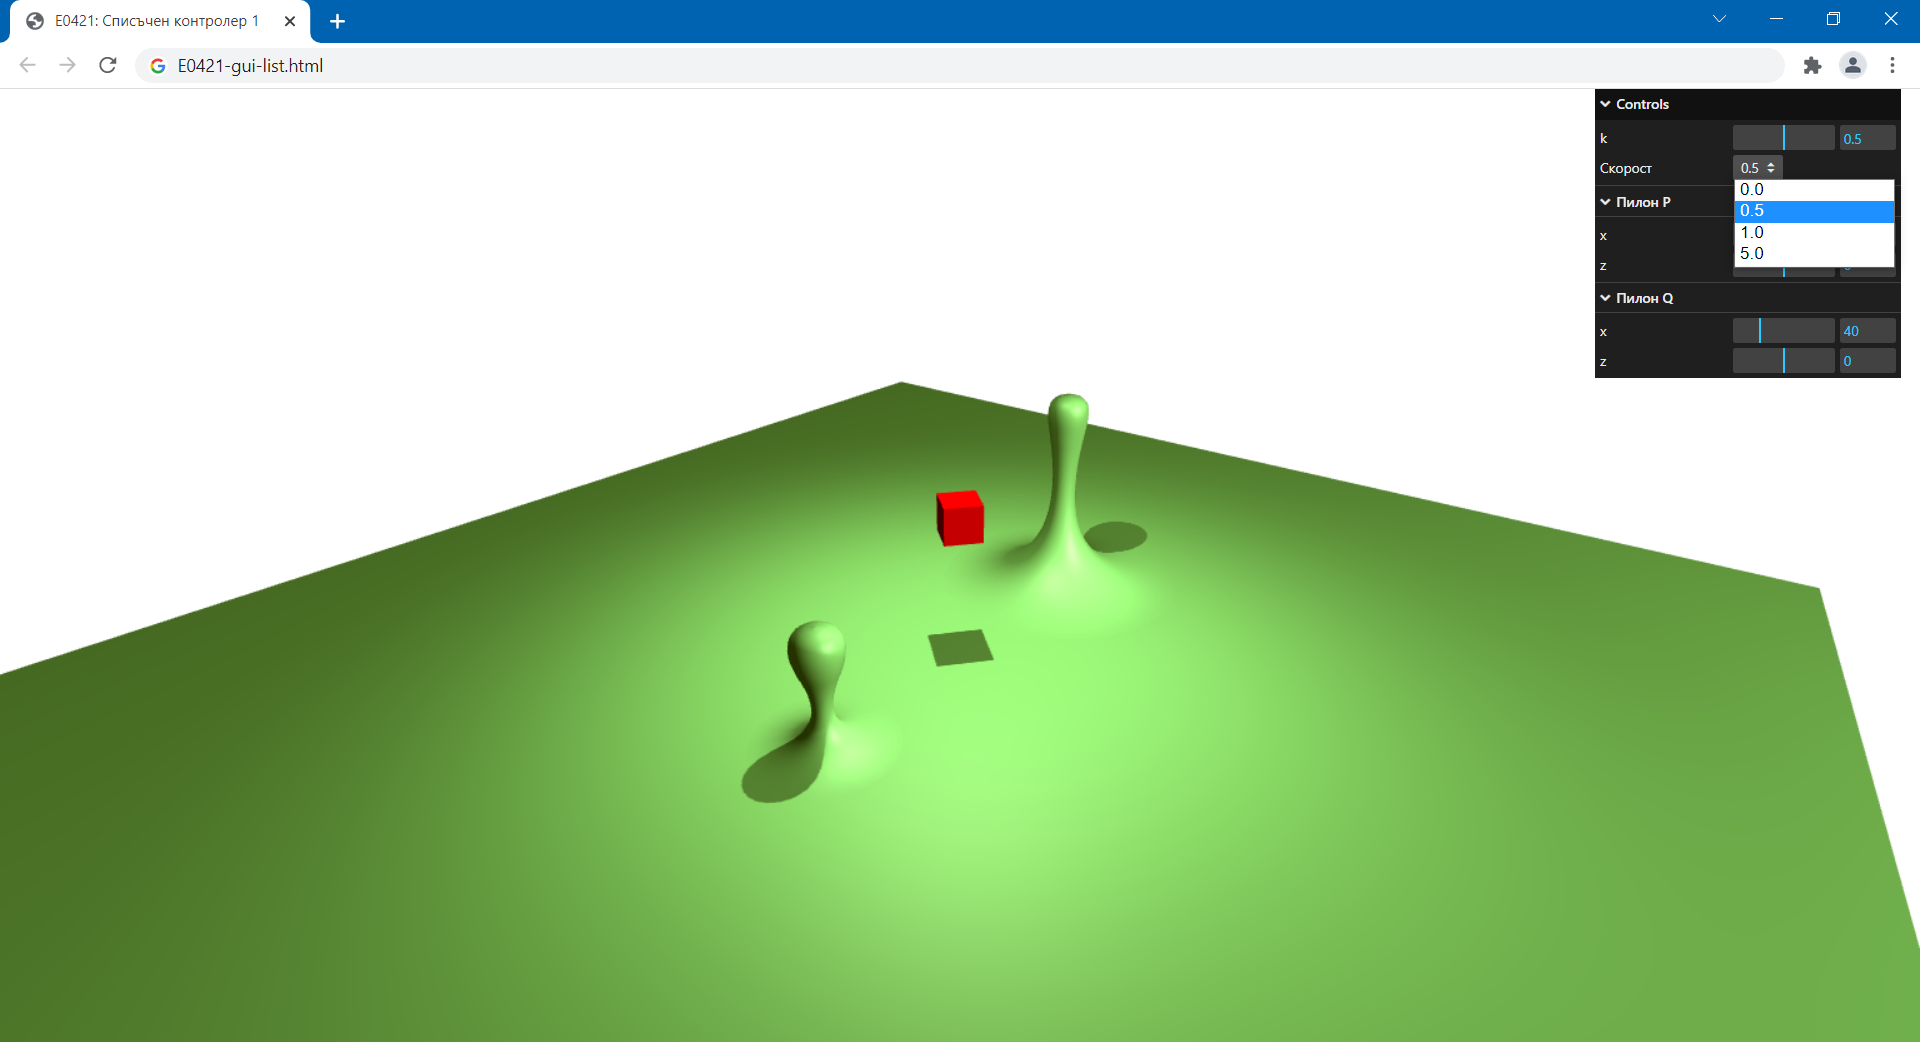 E0421: Списъчен контролер 1
E0421-gui-list.html
Controls
k 0.5
Скорост 0.5
0.0
0.5
1.0
5.0
Пилон P
x
z
Пилон Q
x 40
z 0